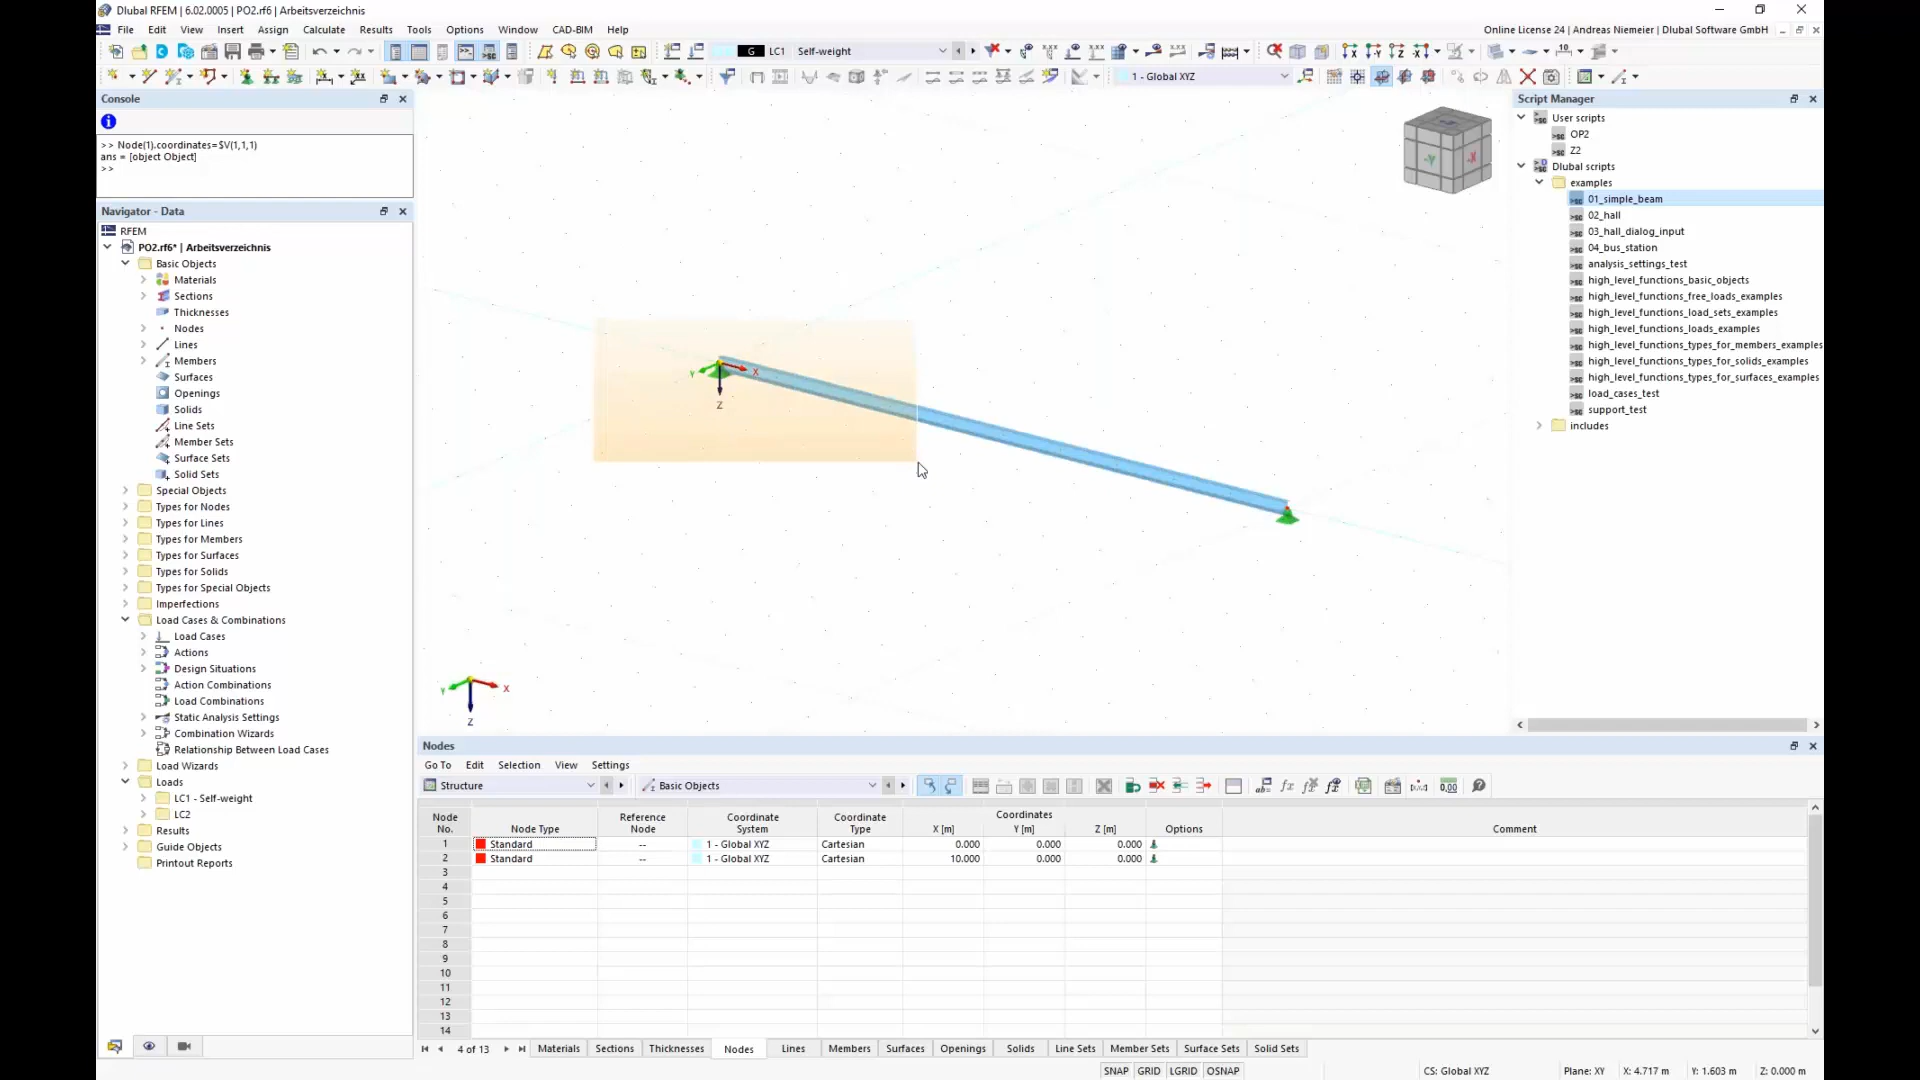 Dlubal RFEM | 6.02.0005 | PO2.rf6 | Arbeitsverzeichnis
File Edit View Insert Assign Calculate Results Tools Options Window CAD-BIM Help
Online License 24 | Andreas Niemeier | Dlubal Software GmbH
G LC1 Self-weight
1 - Global XYZ
Console
>> Node(1).coordinates=$V(1,1,1)
ans = [object Object]
>>
Navigator - Data
RFEM
PO2.rf6* | Arbeitsverzeichnis
Basic Objects
Materials
Sections
Thicknesses
Nodes
Lines
Members
Surfaces
Openings
Solids
Line Sets
Member Sets
Surface Sets
Solid Sets
Special Objects
Types for Nodes
Types for Lines
Types for Members
Types for Surfaces
Types for Solids
Types for Special Objects
Imperfections
Load Cases & Combinations
Load Cases
Actions
Design Situations
Action Combinations
Load Combinations
Static Analysis Settings
Combination Wizards
Relationship Between Load Cases
Load Wizards
Loads
LC1 - Self-weight
LC2
Results
Guide Objects
Printout Reports
Y X
Z
Y X
Z
-Y -X
Script Manager
User scripts
OP2
Z2
Dlubal scripts
examples
01_simple_beam
02_hall
03_hall_dialog_input
04_bus_station
analysis_settings_test
high_level_functions_basic_objects
high_level_functions_free_loads_examples
high_level_functions_load_sets_examples
high_level_functions_loads_examples
high_level_functions_types_for_members_examples
high_level_functions_types_for_solids_examples
high_level_functions_types_for_surfaces_examples
load_cases_test
support_test
includes
Nodes
Go To Edit Selection View Settings
Structure Basic Objects
Node Reference Coordinate Coordinate Coordinates
No. Node Type Node System Type X [m] Y [m] Z [m] Options Comment
1 Standard -- 1 - Global XYZ Cartesian 0.000 0.000 0.000
2 Standard -- 1 - Global XYZ Cartesian 10.000 0.000 0.000
3
4
5
6
7
8
9
10
11
12
13
14
4 of 13 Materials Sections Thicknesses Nodes Lines Members Surfaces Openings Solids Line Sets Member Sets Surface Sets Solid Sets
SNAP GRID LGRID OSNAP CS: Global XYZ Plane: XY X: 4.717 m Y: 1.603 m Z: 0.000 m